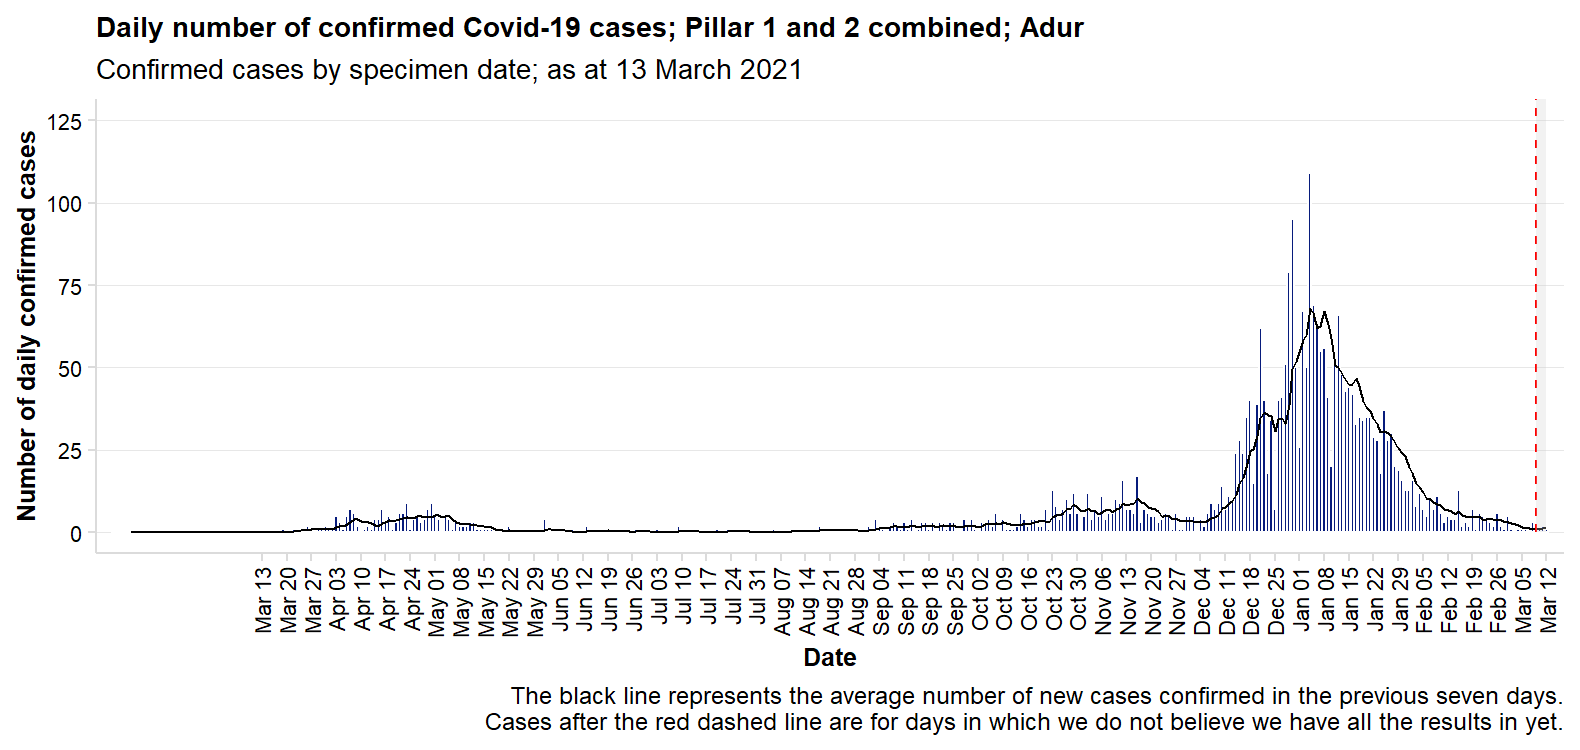 Daily number of confirmed Covid-19 cases; Pillar 1 and 2 combined; Adur
Confirmed cases by specimen date; as at 13 March 2021
Number of daily confirmed cases
125
100
75
50
25
0
Mar 13
Mar 20
Mar 27
Apr 03
Apr 10
Apr 17
Apr 24
May 01
May 08
May 15
May 22
May 29
Jun 05
Jun 12
Jun 19
Jun 26
Jul 03
Jul 10
Jul 17
Jul 24
Jul 31
Aug 07
Aug 14
Aug 21
Aug 28
Sep 04
Sep 11
Sep 18
Sep 25
Oct 02
Oct 09
Oct 16
Oct 23
Oct 30
Nov 06
Nov 13
Nov 20
Nov 27
Dec 04
Dec 11
Dec 18
Dec 25
Jan 01
Jan 08
Jan 15
Jan 22
Jan 29
Feb 05
Feb 12
Feb 19
Feb 26
Mar 05
Mar 12
Date
The black line represents the average number of new cases confirmed in the previous seven days.
Cases after the red dashed line are for days in which we do not believe we have all the results in yet.